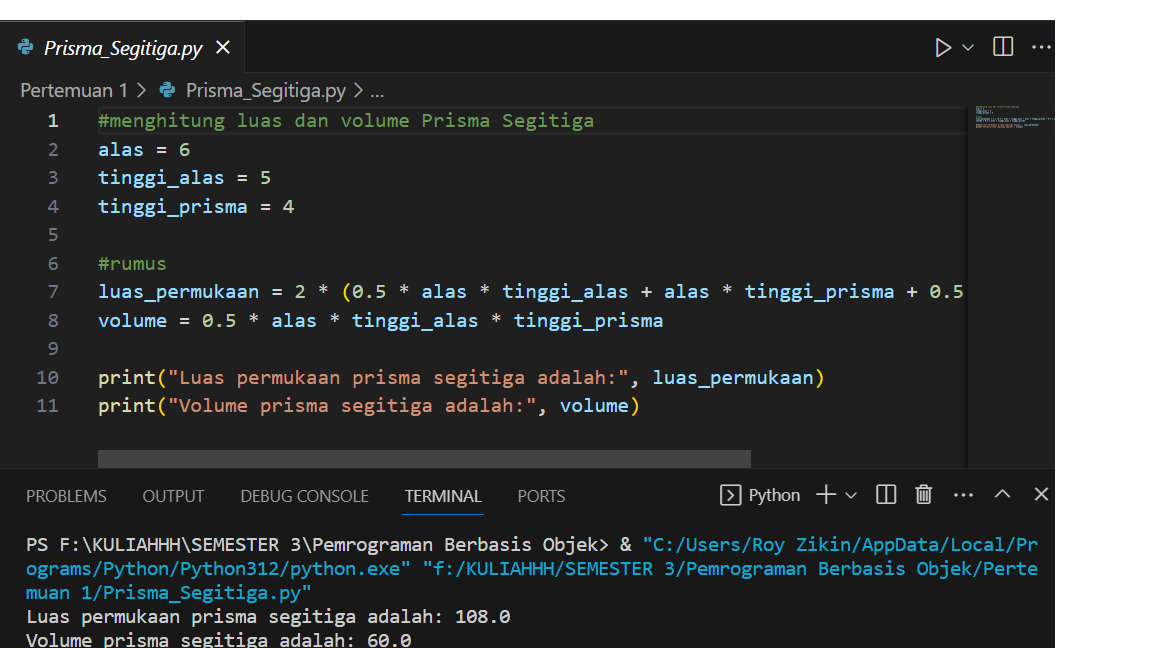 Prisma_Segitiga.py
Pertemuan 1 > Prisma_Segitiga.py > ...
1 #menghitung luas dan volume Prisma Segitiga
2 alas = 6
3 tinggi_alas = 5
4 tinggi_prisma = 4
5
6 #rumus
7 luas_permukaan = 2 * (0.5 * alas * tinggi_alas + alas * tinggi_prisma + 0.5
8 volume = 0.5 * alas * tinggi_alas * tinggi_prisma
9
10 print("Luas permukaan prisma segitiga adalah:", luas_permukaan)
11 print("Volume prisma segitiga adalah:", volume)
PROBLEMS OUTPUT DEBUG CONSOLE TERMINAL PORTS Python
PS F:\KULIAHHH\SEMESTER 3\Pemrograman Berbasis Objek> & "C:/Users/Roy Zikin/AppData/Local/Pr
ograms/Python/Python312/python.exe" "f:/KULIAHHH/SEMESTER 3/Pemrograman Berbasis Objek/Perte
muan 1/Prisma_Segitiga.py"
Luas permukaan prisma segitiga adalah: 108.0
Volume prisma segitiga adalah: 60.0